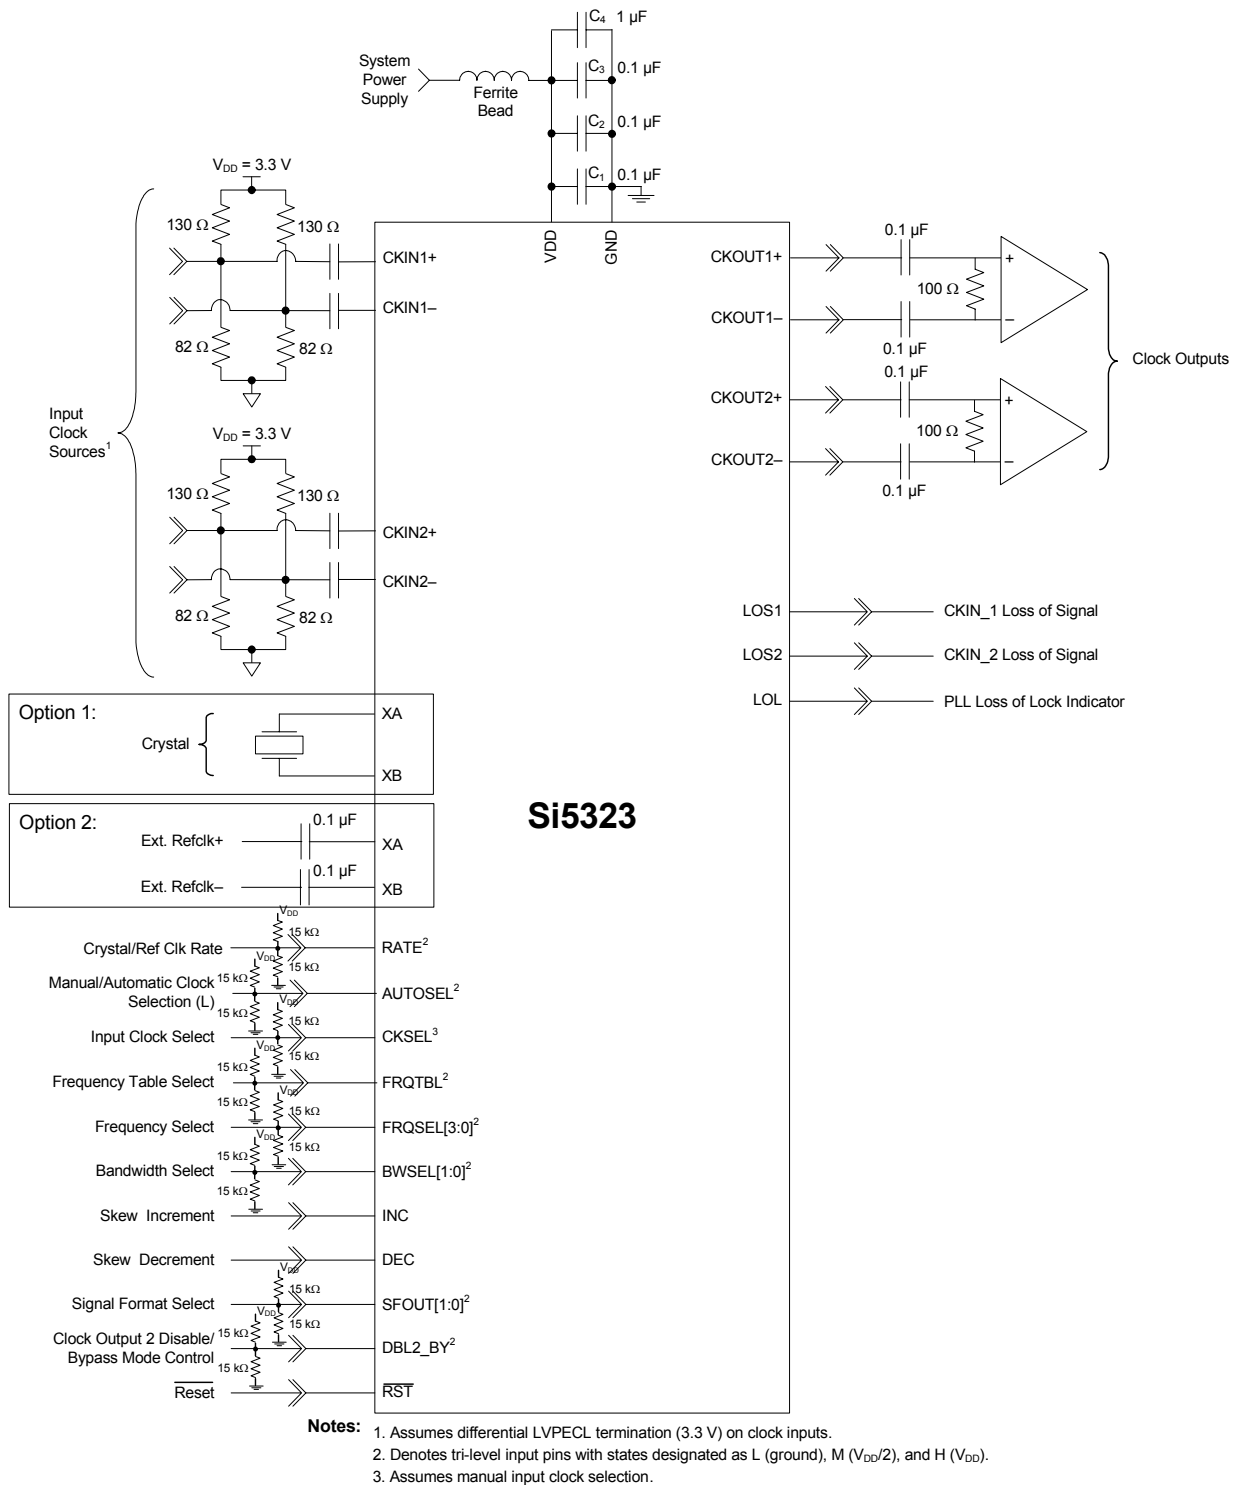 C4 1 µF
System
Power
Supply
Ferrite
Bead
C3 0.1 µF
C2 0.1 µF
C1 0.1 µF
VDD
GND
VDD = 3.3 V
130 Ω
130 Ω
CKIN1+
CKIN1–
82 Ω
82 Ω
Input
Clock
Sources1
VDD = 3.3 V
130 Ω
130 Ω
CKIN2+
CKIN2–
82 Ω
82 Ω
CKOUT1+
0.1 µF
100 Ω
+
–
CKOUT1–
0.1 µF
0.1 µF
CKOUT2+
100 Ω
+
–
CKOUT2–
0.1 µF
Clock Outputs
LOS1
CKIN_1 Loss of Signal
LOS2
CKIN_2 Loss of Signal
LOL
PLL Loss of Lock Indicator
Option 1:
Crystal
XA
XB
Si5323
Option 2:
Ext. Refclk+
0.1 µF
XA
Ext. Refclk–
0.1 µF
XB
VDD
15 kΩ
Crystal/Ref Clk Rate
RATE2
15 kΩ
VDD
15 kΩ
Manual/Automatic Clock
Selection (L)
AUTOSEL2
15 kΩ
VDD
15 kΩ
Input Clock Select
CKSEL3
15 kΩ
VDD
15 kΩ
Frequency Table Select
FRQTBL2
15 kΩ
VDD
15 kΩ
Frequency Select
FRQSEL[3:0]2
15 kΩ
VDD
15 kΩ
Bandwidth Select
BWSEL[1:0]2
15 kΩ
Skew Increment
INC
Skew Decrement
DEC
VDD
15 kΩ
Signal Format Select
SFOUT[1:0]2
15 kΩ
VDD
15 kΩ
Clock Output 2 Disable/
Bypass Mode Control
DBL2_BY2
15 kΩ
Reset
RST
Notes: 1. Assumes differential LVPECL termination (3.3 V) on clock inputs.
2. Denotes tri-level input pins with states designated as L (ground), M (VDD/2), and H (VDD).
3. Assumes manual input clock selection.